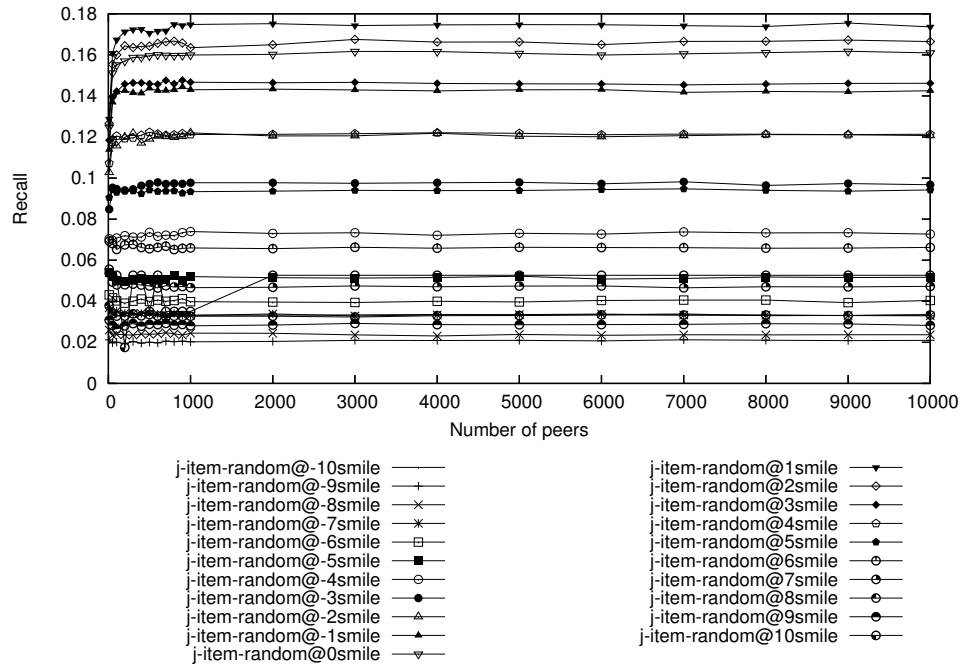 0.18
0.16
0.14
0.12
0.1
0.08
0.06
0.04
0.02
0
Recall
0 1000 2000 3000 4000 5000 6000 7000 8000 9000 10000
Number of peers
j-item-random@-10smile
j-item-random@-9smile
j-item-random@-8smile
j-item-random@-7smile
j-item-random@-6smile
j-item-random@-5smile
j-item-random@-4smile
j-item-random@-3smile
j-item-random@-2smile
j-item-random@-1smile
j-item-random@0smile
j-item-random@1smile
j-item-random@2smile
j-item-random@3smile
j-item-random@4smile
j-item-random@5smile
j-item-random@6smile
j-item-random@7smile
j-item-random@8smile
j-item-random@9smile
j-item-random@10smile